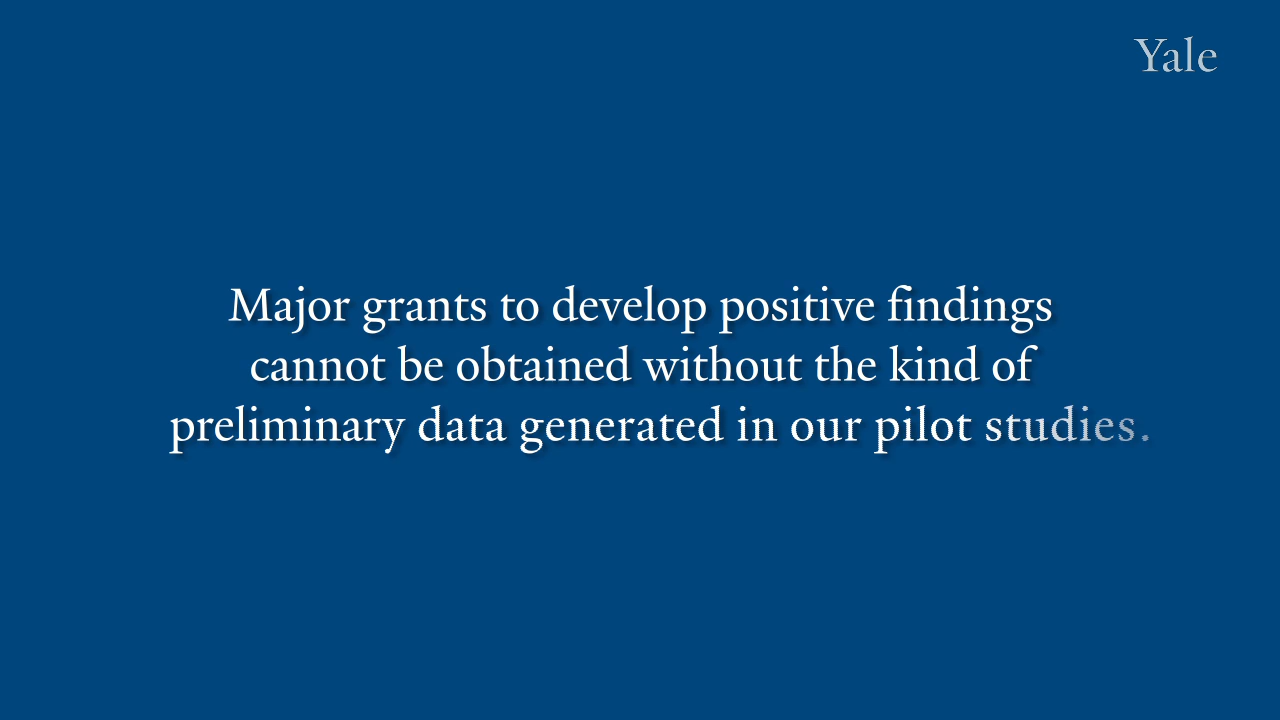 Yale
Major grants to develop positive findings
cannot be obtained without the kind of
preliminary data generated in our pilot studies.